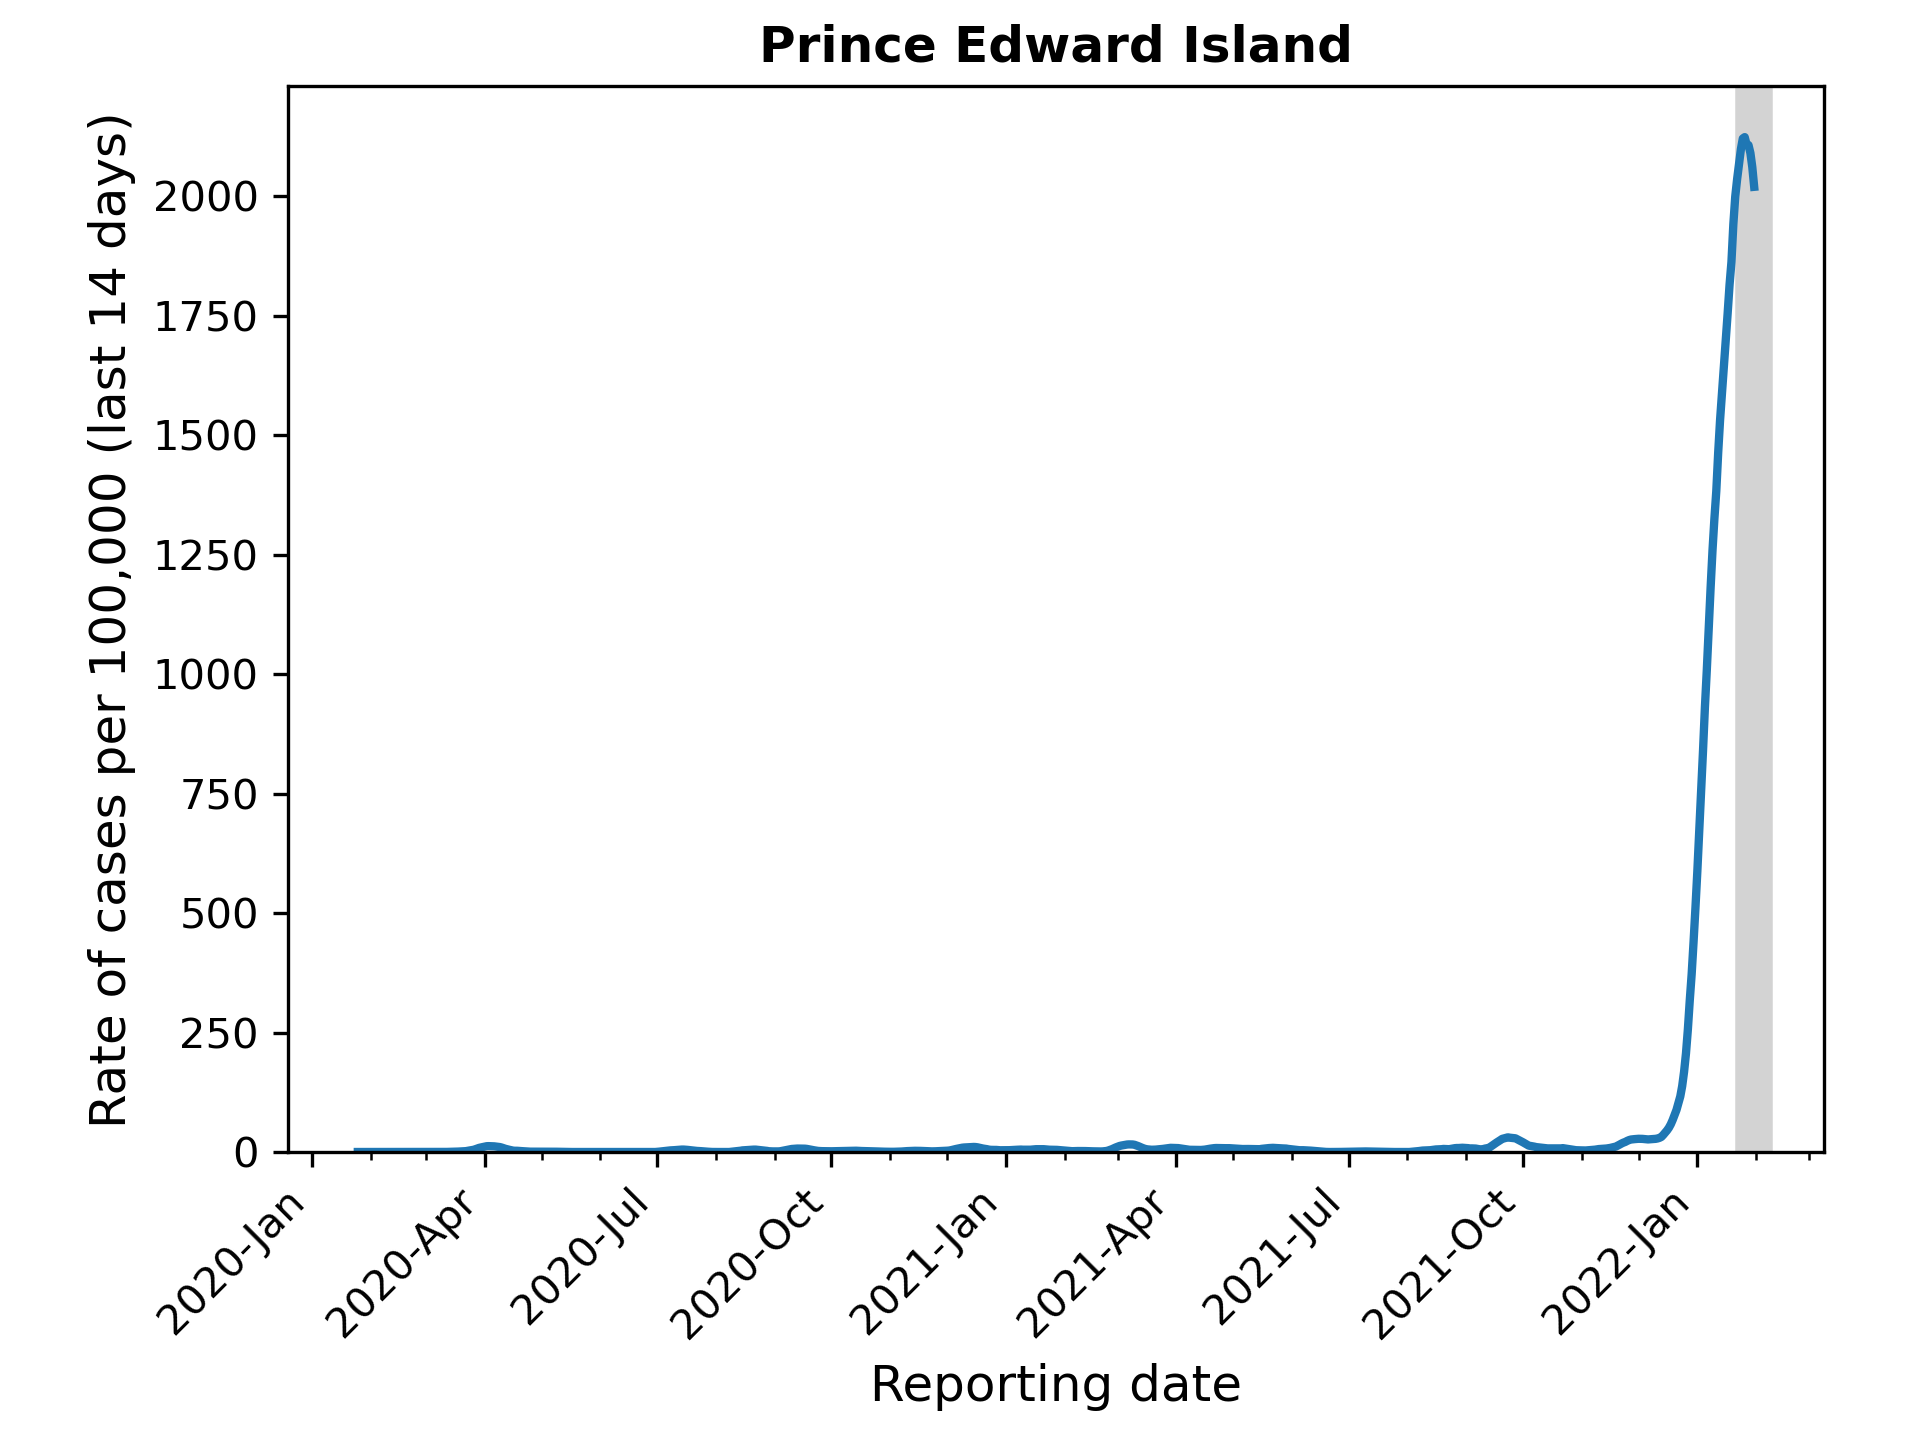 Prince Edward Island
Rate of cases per 100,000 (last 14 days)
2000
1750
1500
1250
1000
750
500
250
0
2020-Jan
2020-Apr
2020-Jul
2020-Oct
2021-Jan
2021-Apr
2021-Jul
2021-Oct
2022-Jan
Reporting date